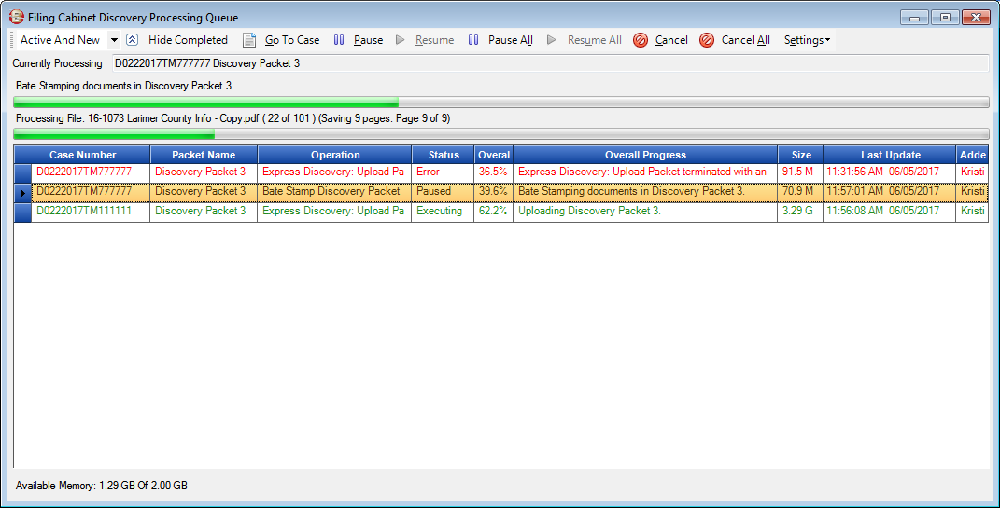 Filing Cabinet Discovery Processing Queue
Active And New Hide Completed Go To Case Pause Resume Pause All Resume All Cancel Cancel All Settings
Currently Processing D0222017TM777777 Discovery Packet 3
Bate Stamping documents in Discovery Packet 3.
Processing File: 16-1073 Larimer County Info - Copy.pdf ( 22 of 101 ) (Saving 9 pages: Page 9 of 9)
Case Number Packet Name Operation Status Overal Overall Progress Size Last Update Adde
D0222017TM777777 Discovery Packet 3 Express Discovery: Upload Pa Error 36.5% Express Discovery: Upload Packet terminated with an 91.5 M 11:31:56 AM 06/05/2017 Kristi
D0222017TM777777 Discovery Packet 3 Bate Stamp Discovery Packet Paused 39.6% Bate Stamping documents in Discovery Packet 3. 70.9 M 11:57:01 AM 06/05/2017 Kristi
D0222017TM111111 Discovery Packet 3 Express Discovery: Upload Pa Executing 62.2% Uploading Discovery Packet 3. 3.29 G 11:56:08 AM 06/05/2017 Kristi
Available Memory: 1.29 GB Of 2.00 GB